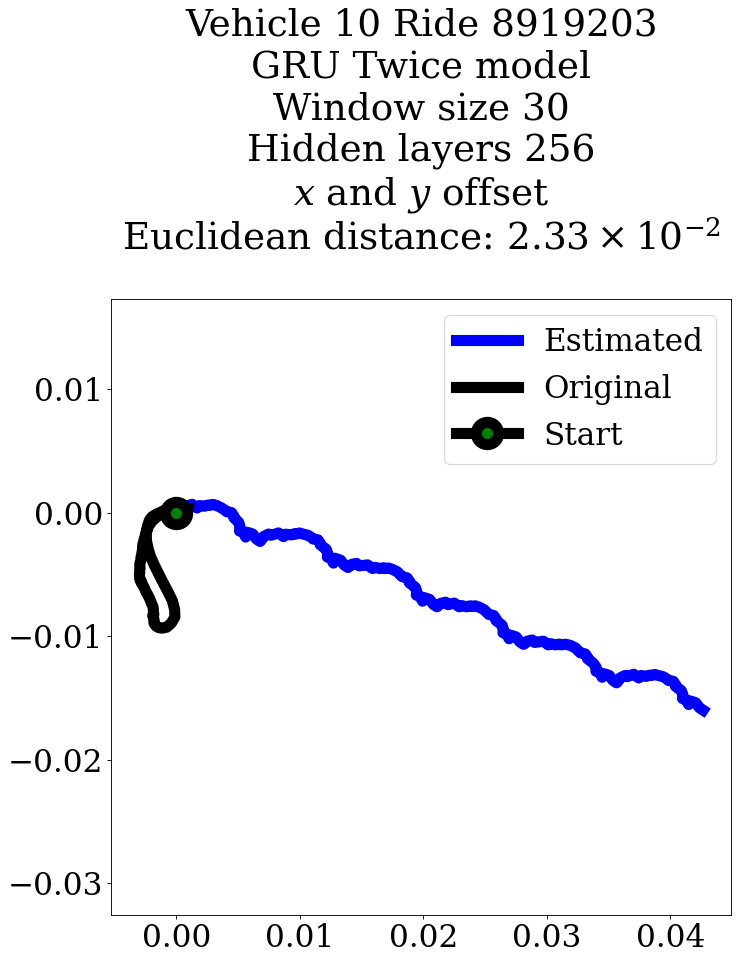 Vehicle 10 Ride 8919203
GRU Twice model
Window size 30
Hidden layers 256
x and y offset
Euclidean distance: 2.33 × 10⁻²
Estimated
Original
Start
0.01
0.00
−0.01
−0.02
−0.03
0.00 0.01 0.02 0.03 0.04